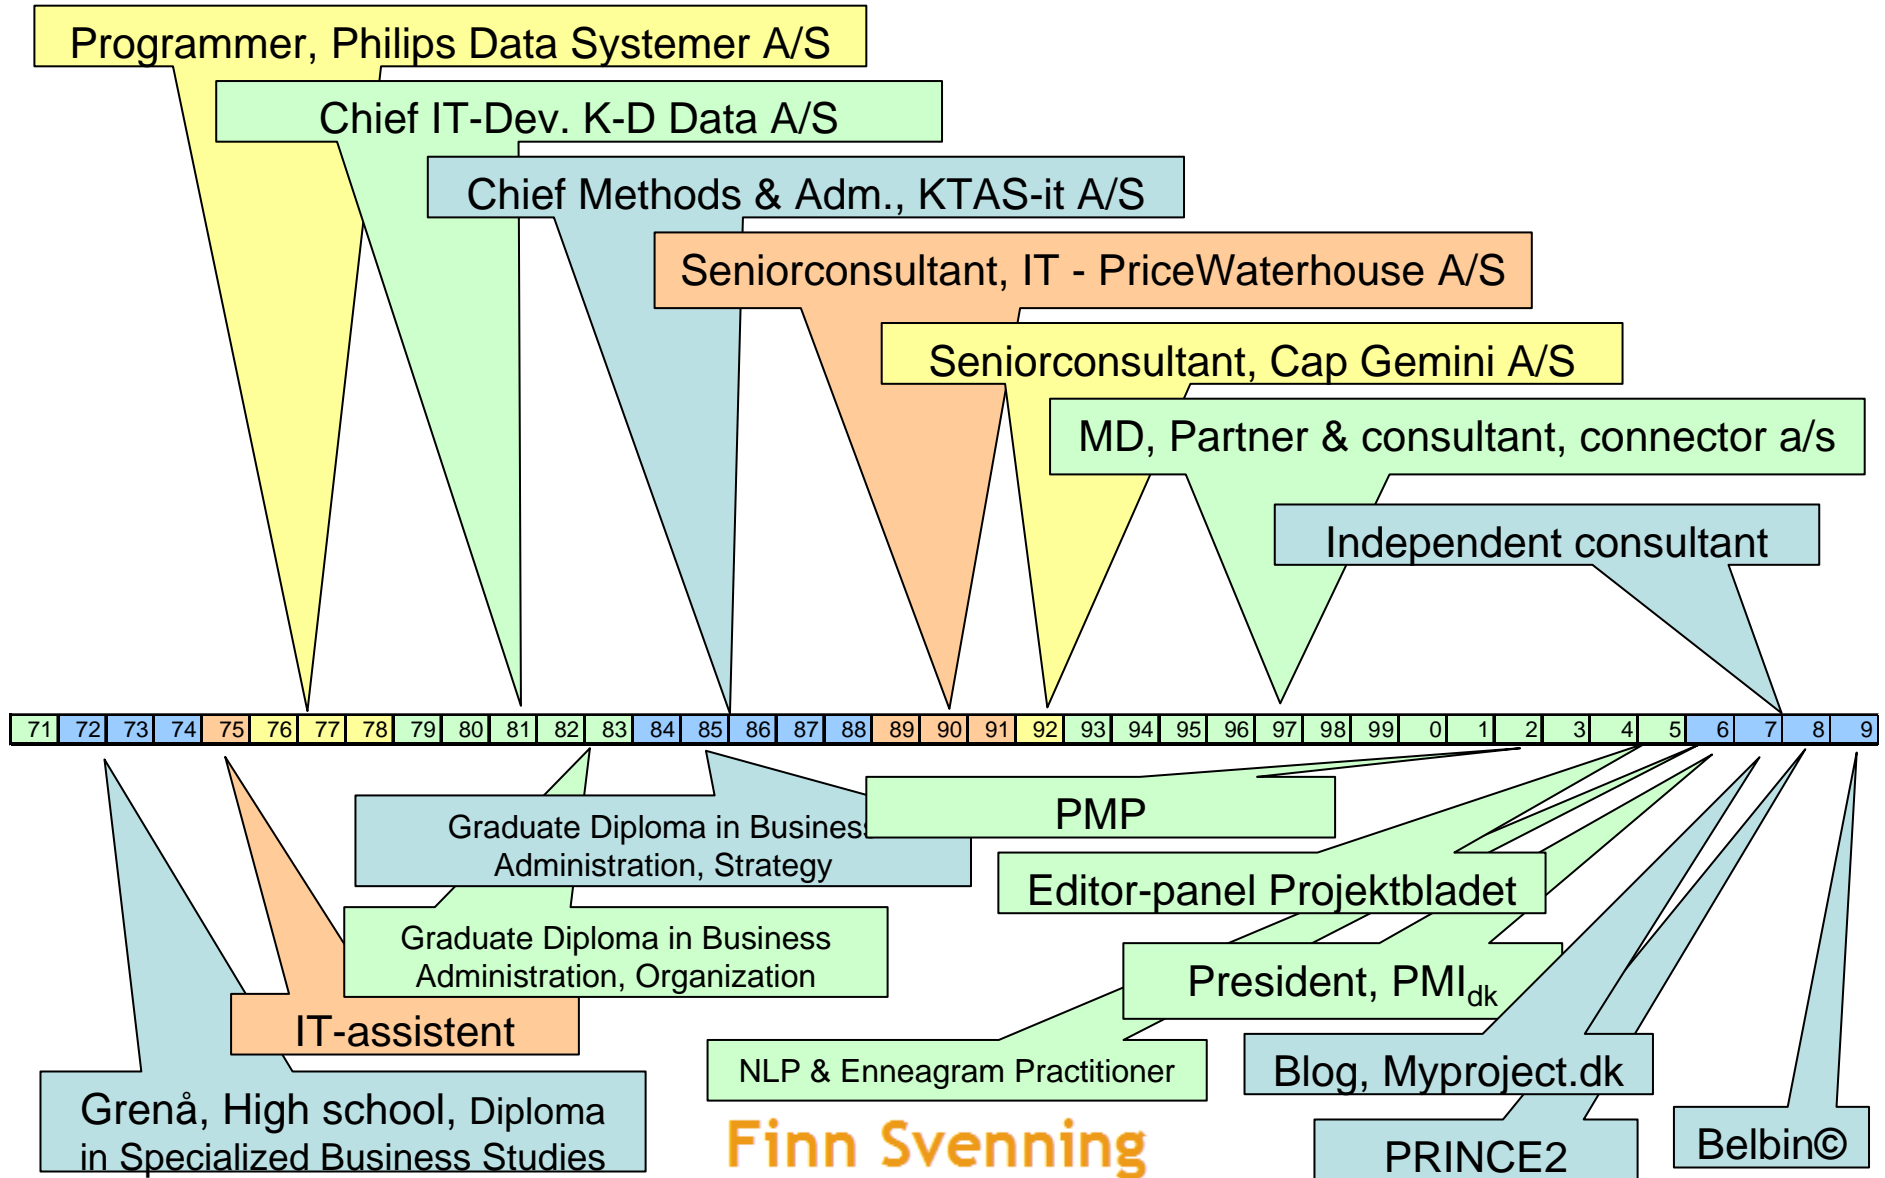 Programmer, Philips Data Systemer A/S
Chief IT-Dev. K-D Data A/S
Chief Methods & Adm., KTAS-it A/S
Seniorconsultant, IT - PriceWaterhouse A/S
Seniorconsultant, Cap Gemini A/S
MD, Partner & consultant, connector a/s
Independent consultant
71 72 73 74 75 76 77 78 79 80 81 82 83 84 85 86 87 88 89 90 91 92 93 94 95 96 97 98 99 0 1 2 3 4 5 6 7 8 9
PMP
Graduate Diploma in Busines
Administration, Strategy
Editor-panel Projektbladet
Graduate Diploma in Business
Administration, Organization
President, PMIdk
IT-assistent
NLP & Enneagram Practitioner
Blog, Myproject.dk
Grenå, High school, Diploma
in Specialized Business Studies
Finn Svenning
PRINCE2
Belbin©